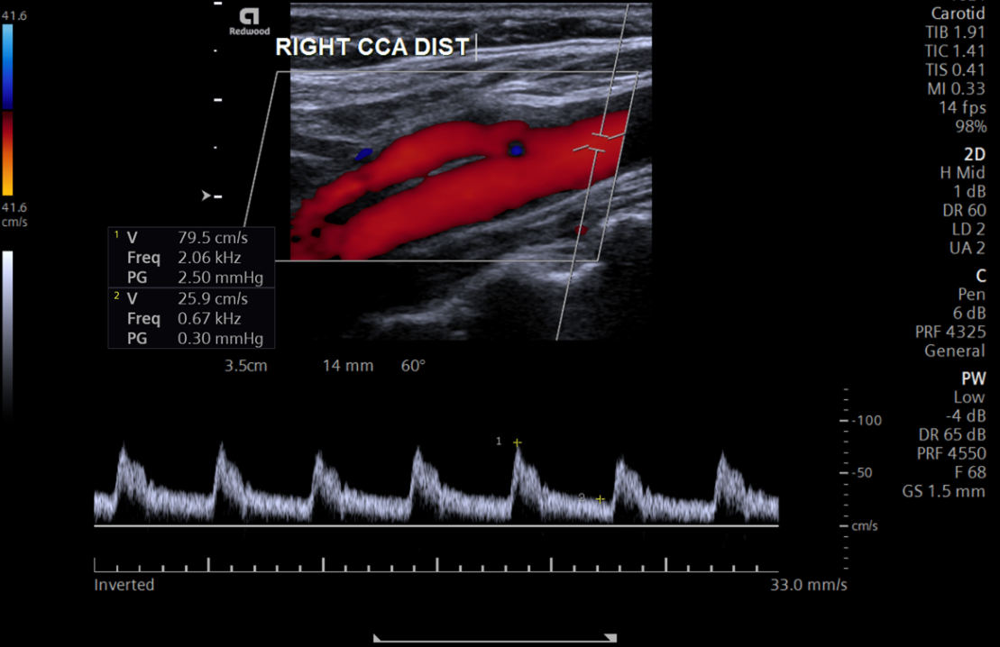 41.6
41.6
cm/s
Redwood
RIGHT CCA DIST
1 V 79.5 cm/s
Freq 2.06 kHz
PG 2.50 mmHg
2 V 25.9 cm/s
Freq 0.67 kHz
PG 0.30 mmHg
3.5cm 14 mm 60°
Carotid
TIB 1.91
TIC 1.41
TIS 0.41
MI 0.33
14 fps
98%
2D
H Mid
1 dB
DR 60
LD 2
UA 2
C
Pen
6 dB
PRF 4325
General
PW
Low
-4 dB
DR 65 dB
PRF 4550
F 68
GS 1.5 mm
1
2
-100
-50
cm/s
Inverted
33.0 mm/s